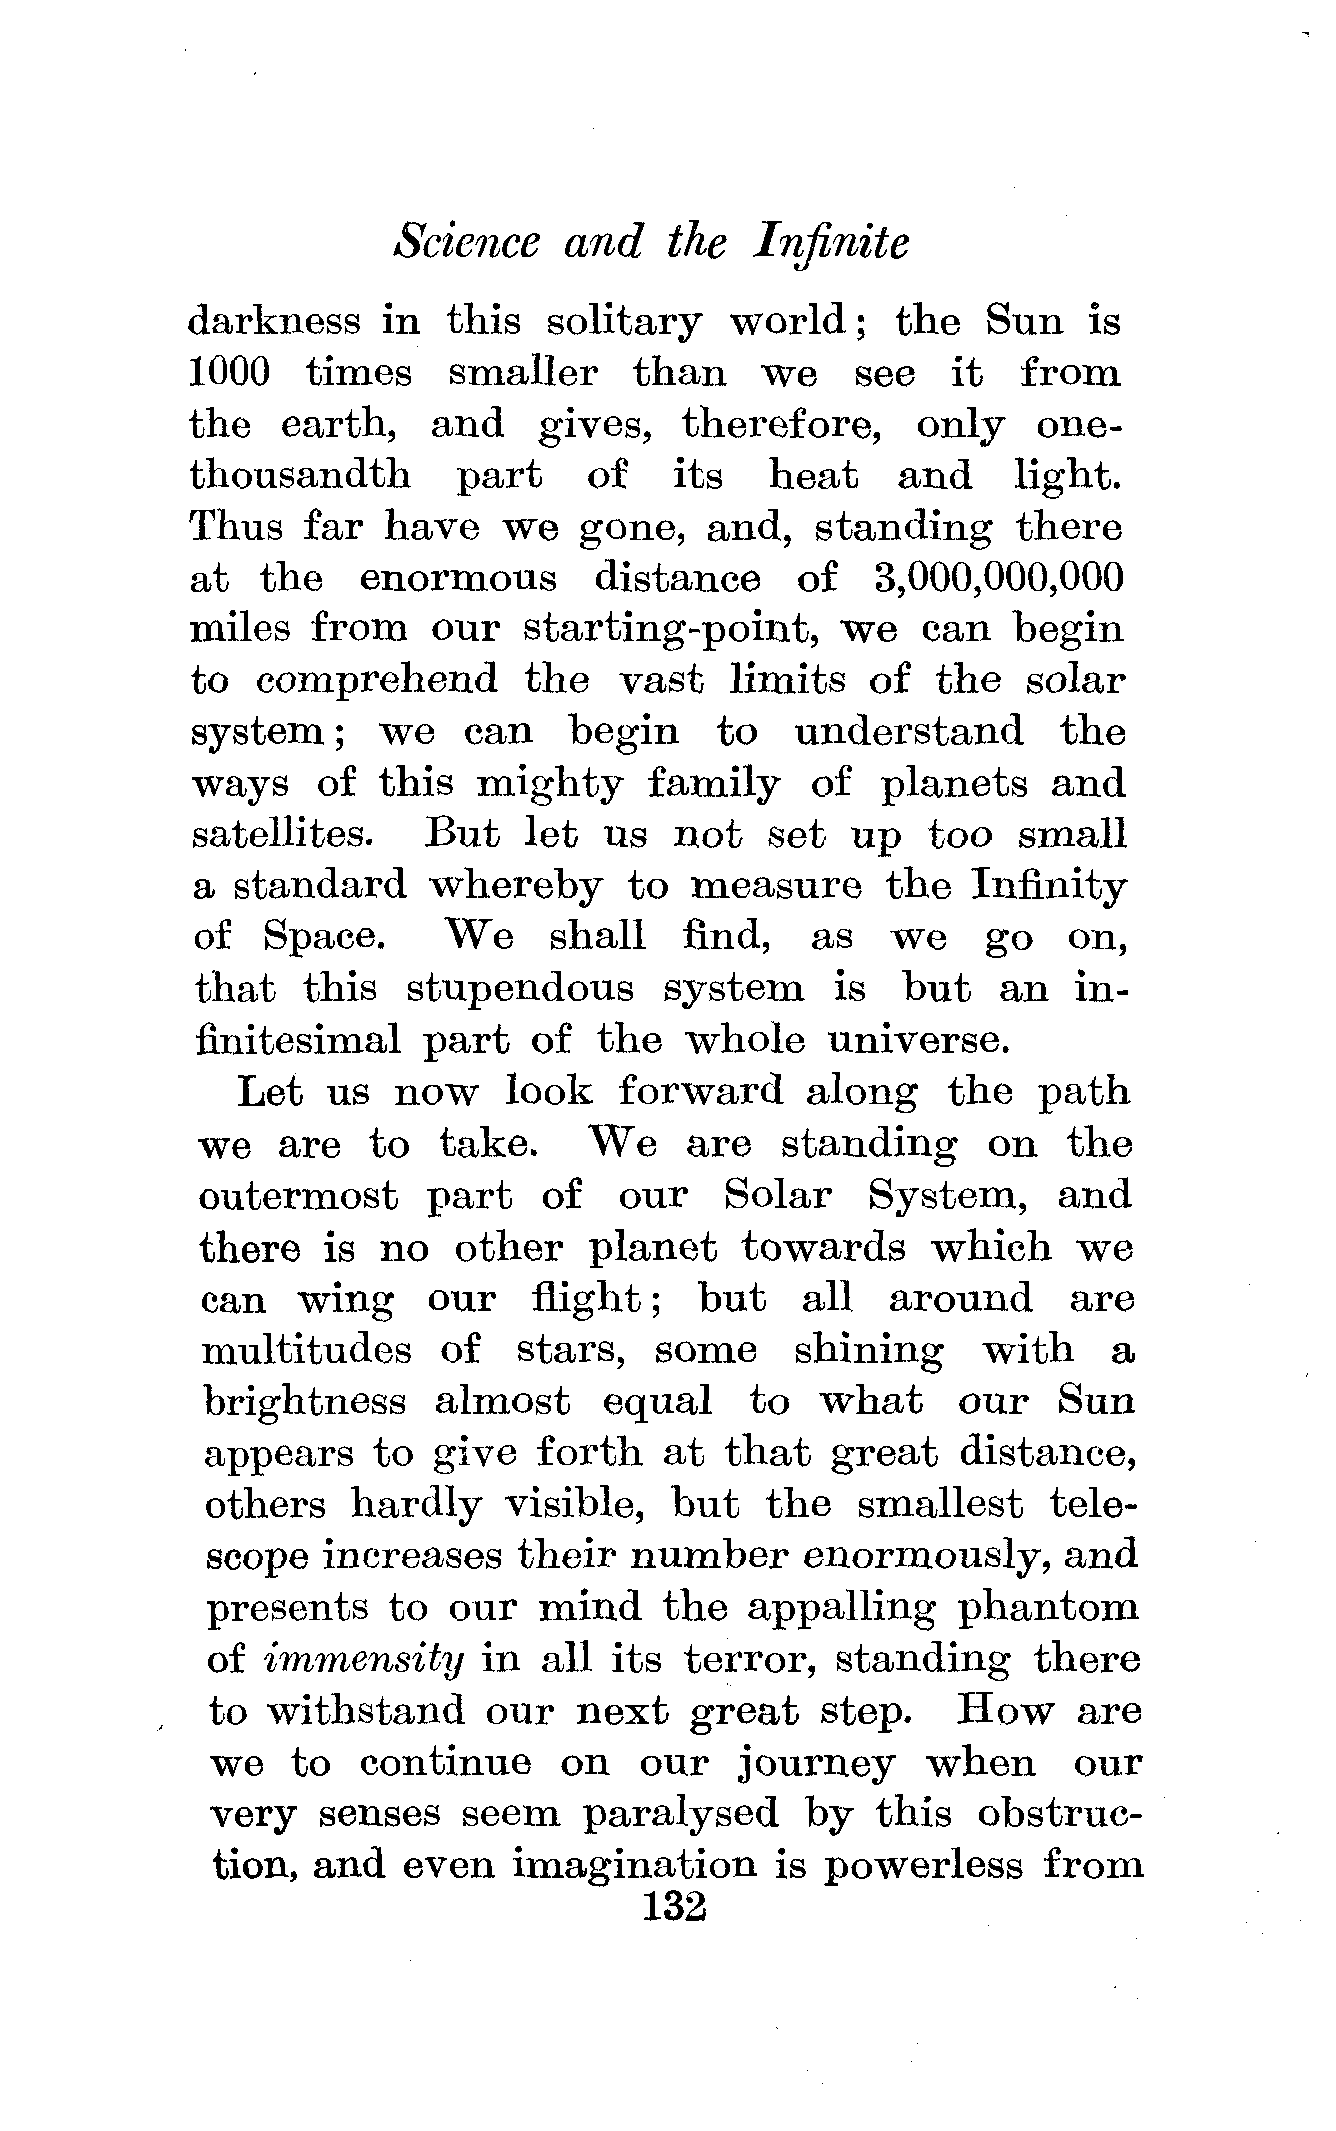 Science and the Infinite
darkness in this solitary world; the Sun is
1000 times smaller than we see it from
the earth, and gives, therefore, only one-
thousandth part of its heat and light.
Thus far have we gone, and, standing there
at the enormous distance of 3,000,000,000
miles from our starting-point, we can begin
to comprehend the vast limits of the solar
system; we can begin to understand the
ways of this mighty family of planets and
satellites. But let us not set up too small
a standard whereby to measure the Infinity
of Space. We shall find, as we go on,
that this stupendous system is but an in-
finitesimal part of the whole universe.
Let us now look forward along the path
we are to take. We are standing on the
outermost part of our Solar System, and
there is no other planet towards which we
can wing our flight; but all around are
multitudes of stars, some shining with a
brightness almost equal to what our Sun
appears to give forth at that great distance,
others hardly visible, but the smallest tele-
scope increases their number enormously, and
presents to our mind the appalling phantom
of immensity in all its terror, standing there
to withstand our next great step. How are
we to continue on our journey when our
very senses seem paralysed by this obstruc-
tion, and even imagination is powerless from
132